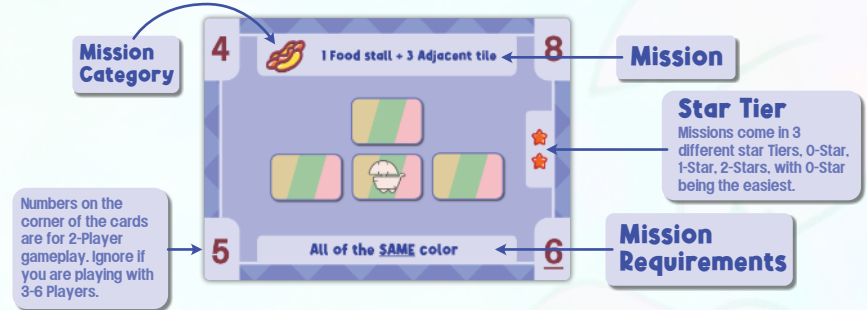 Mission
Category
4
1 Food stall + 3 Adjacent tile
8
Mission
Star Tier
Missions come in 3
different star Tiers, 0-Star,
1-Star, 2-Stars, with 0-Star
being the easiest.
Numbers on the
corner of the cards
are for 2-Player
gameplay. Ignore if
you are playing with
3-6 Players.
5
All of the SAME color
6
Mission
Requirements